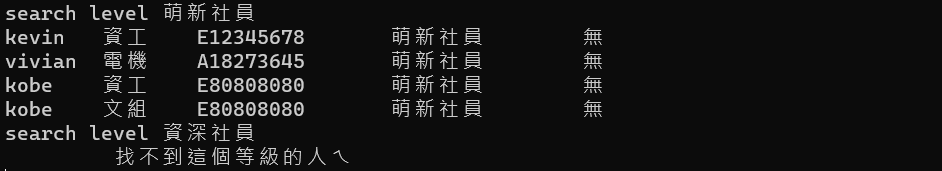 search level 萌新社員
kevin 資工 E12345678 萌新社員 無
vivian 電機 A18273645 萌新社員 無
kobe 資工 E80808080 萌新社員 無
kobe 文組 E80808080 萌新社員 無
search level 資深社員
找不到這個等級的人ㄟ